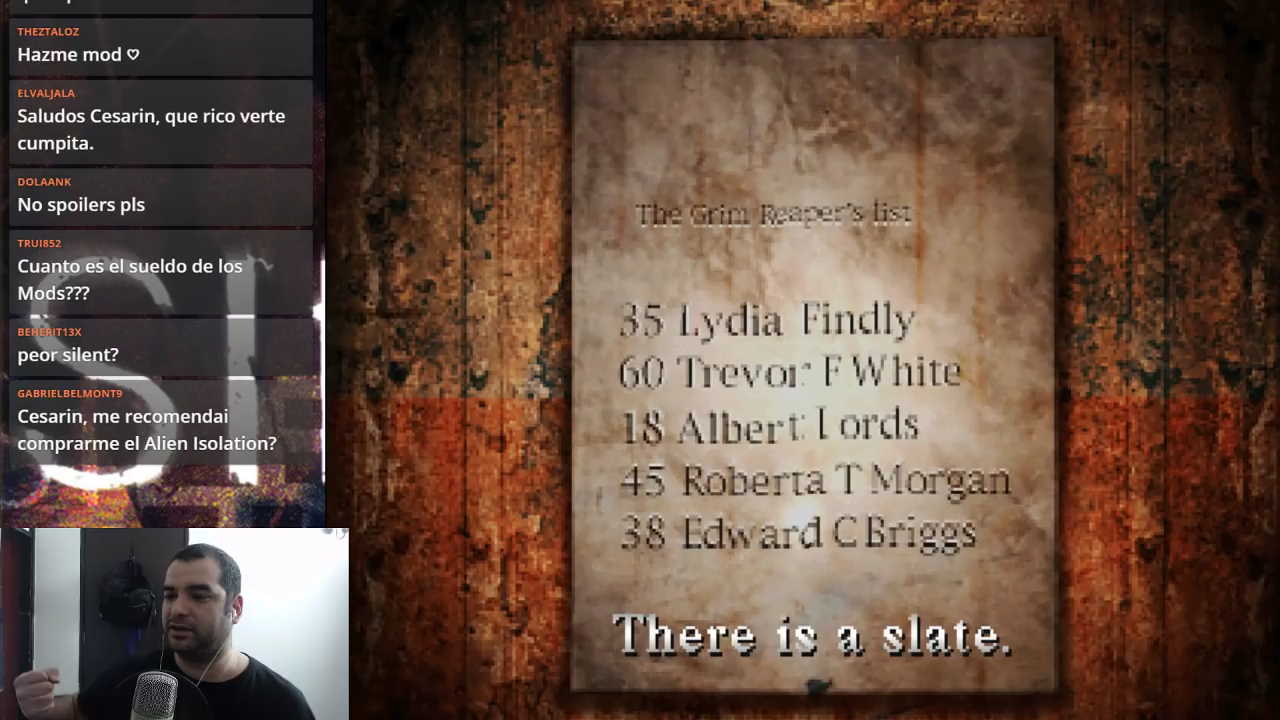 THEZTALOZ
Hazme mod ♡
ELVALJALA
Saludos Cesarin, que rico verte
cumpita.
DOLAANK
No spoilers pls
TRUI852
Cuanto es el sueldo de los
Mods???
BEHERIT13X
peor silent?
GABRIELBELMONT9
Cesarin, me recomendai
comprarme el Alien Isolation?
SI
The Grim Reaper's list
35 Lydia Findly
60 Trevor F White
18 Albert Lords
45 Roberta T Morgan
38 Edward C Briggs
There is a slate.